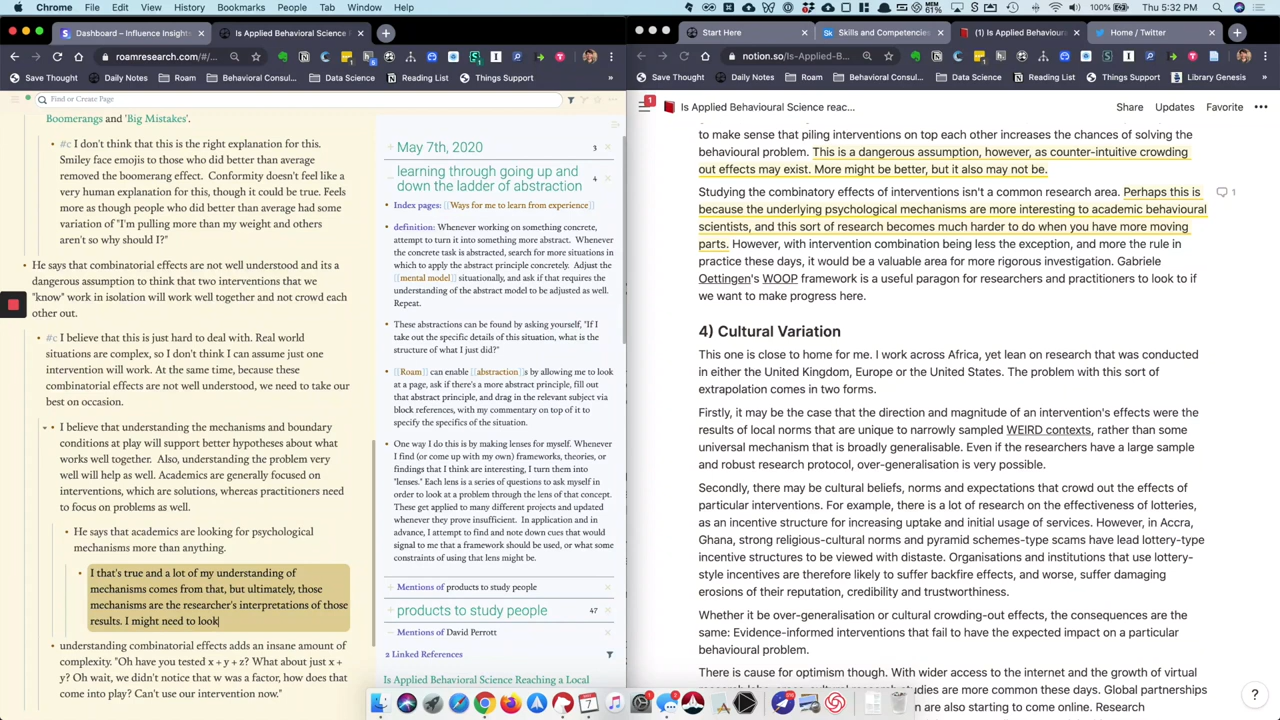 Chrome File Edit View History Bookmarks People Tab Window Help
100% Thu 5:32 PM
Dashboard – Influence Insights
Is Applied Behavioral Science
Start Here
Skills and Competencies
(1) Is Applied Behavioural
Home / Twitter
roamresearch.com/#/...
notion.so/Is-Applied-B...
Save Thought Daily Notes Roam Behavioral Consul... Data Science Reading List Things Support »
Save Thought Daily Notes Roam Behavioral Consul... Data Science Reading List Things Support Library Genesis »
Find or Create Page
Boomerangs and 'Big Mistakes'.
#c I don't think that this is the right explanation for this.
Smiley face emojis to those who did better than average
removed the boomerang effect. Conformity doesn't feel like a
very human explanation for this, though it could be true. Feels
more as though people who did better than average had some
variation of "I'm pulling more than my weight and others
aren't so why should I?"
He says that combinatorial effects are not well understood and its a
dangerous assumption to think that two interventions that we
"know" work in isolation will work well together and not crowd each
other out.
#c I believe that this is just hard to deal with. Real world
situations are complex, so I don't think I can assume just one
intervention will work. At the same time, because these
combinatorial effects are not well understood, we need to take our
best on occasion.
I believe that understanding the mechanisms and boundary
conditions at play will support better hypotheses about what
works well together. Also, understanding the problem very
well will help as well. Academics are generally focused on
interventions, which are solutions, whereas practitioners need
to focus on problems as well.
He says that academics are looking for psychological
mechanisms more than anything.
I that's true and a lot of my understanding of
mechanisms comes from that, but ultimately, those
mechanisms are the researcher's interpretations of those
results. I might need to look
understanding combinatorial effects adds an insane amount of
complexity. "Oh have you tested x + y + z? What about just x +
y? Oh wait, we didn't notice that w was a factor, how does that
come into play? Can't use our intervention now."
May 7th, 2020 3
learning through going up and 4
down the ladder of abstraction
Index pages: [[Ways for me to learn from experience]]
definition: Whenever working on something concrete,
attempt to turn it into something more abstract. Whenever
the concrete task is abstracted, search for more situations in
which to apply the abstract principle concretely. Adjust the
[[mental model]] situationally, and ask if that requires the
understanding of the abstract model to be adjusted as well.
Repeat.
These abstractions can be found by asking yourself, "If I
take out the specific details of this situation, what is the
structure of what I just did?"
[[Roam]] can enable [[abstraction]]s by allowing me to look
at a page, ask if there's a more abstract principle, fill out
that abstract principle, and drag in the relevant subject via
block references, with my commentary on top of it to
specify the specifics of the situation.
One way I do this is by making lenses for myself. Whenever
I find (or come up with my own) frameworks, theories, or
findings that I think are interesting, I turn them into
"lenses." Each lens is a series of questions to ask myself in
order to look at a problem through the lens of that concept.
These get applied to many different projects and updated
whenever they prove insufficient. In application and in
advance, I attempt to find and note down cues that would
signal to me that a framework should be used, or what some
constraints of using that lens might be.
Mentions of products to study people
products to study people 47
Mentions of David Perrott
2 Linked References
Is Applied Behavioral Science Reaching a Local
Is Applied Behavioural Science reac...
Share Updates Favorite
to make sense that piling interventions on top each other increases the chances of solving the
behavioural problem. This is a dangerous assumption, however, as counter-intuitive crowding
out effects may exist. More might be better, but it also may not be.
Studying the combinatory effects of interventions isn't a common research area. Perhaps this is
because the underlying psychological mechanisms are more interesting to academic behavioural
scientists, and this sort of research becomes much harder to do when you have more moving
parts. However, with intervention combination being less the exception, and more the rule in
practice these days, it would be a valuable area for more rigorous investigation. Gabriele
Oettingen's WOOP framework is a useful paragon for researchers and practitioners to look to if
we want to make progress here.
1
4) Cultural Variation
This one is close to home for me. I work across Africa, yet lean on research that was conducted
in either the United Kingdom, Europe or the United States. The problem with this sort of
extrapolation comes in two forms.
Firstly, it may be the case that the direction and magnitude of an intervention's effects were the
results of local norms that are unique to narrowly sampled WEIRD contexts, rather than some
universal mechanism that is broadly generalisable. Even if the researchers have a large sample
and robust research protocol, over-generalisation is very possible.
Secondly, there may be cultural beliefs, norms and expectations that crowd out the effects of
particular interventions. For example, there is a lot of research on the effectiveness of lotteries,
as an incentive structure for increasing uptake and initial usage of services. However, in Accra,
Ghana, strong religious-cultural norms and pyramid schemes-type scams have lead lottery-type
incentive structures to be viewed with distaste. Organisations and institutions that use lottery-
style incentives are therefore likely to suffer backfire effects, and worse, suffer damaging
erosions of their reputation, credibility and trustworthiness.
Whether it be over-generalisation or cultural crowding-out effects, the consequences are the
same: Evidence-informed interventions that fail to have the expected impact on a particular
behavioural problem.
There is cause for optimism though. With wider access to the internet and the growth of virtual
studies are more common these days. Global partnerships
are also starting to come online. Research